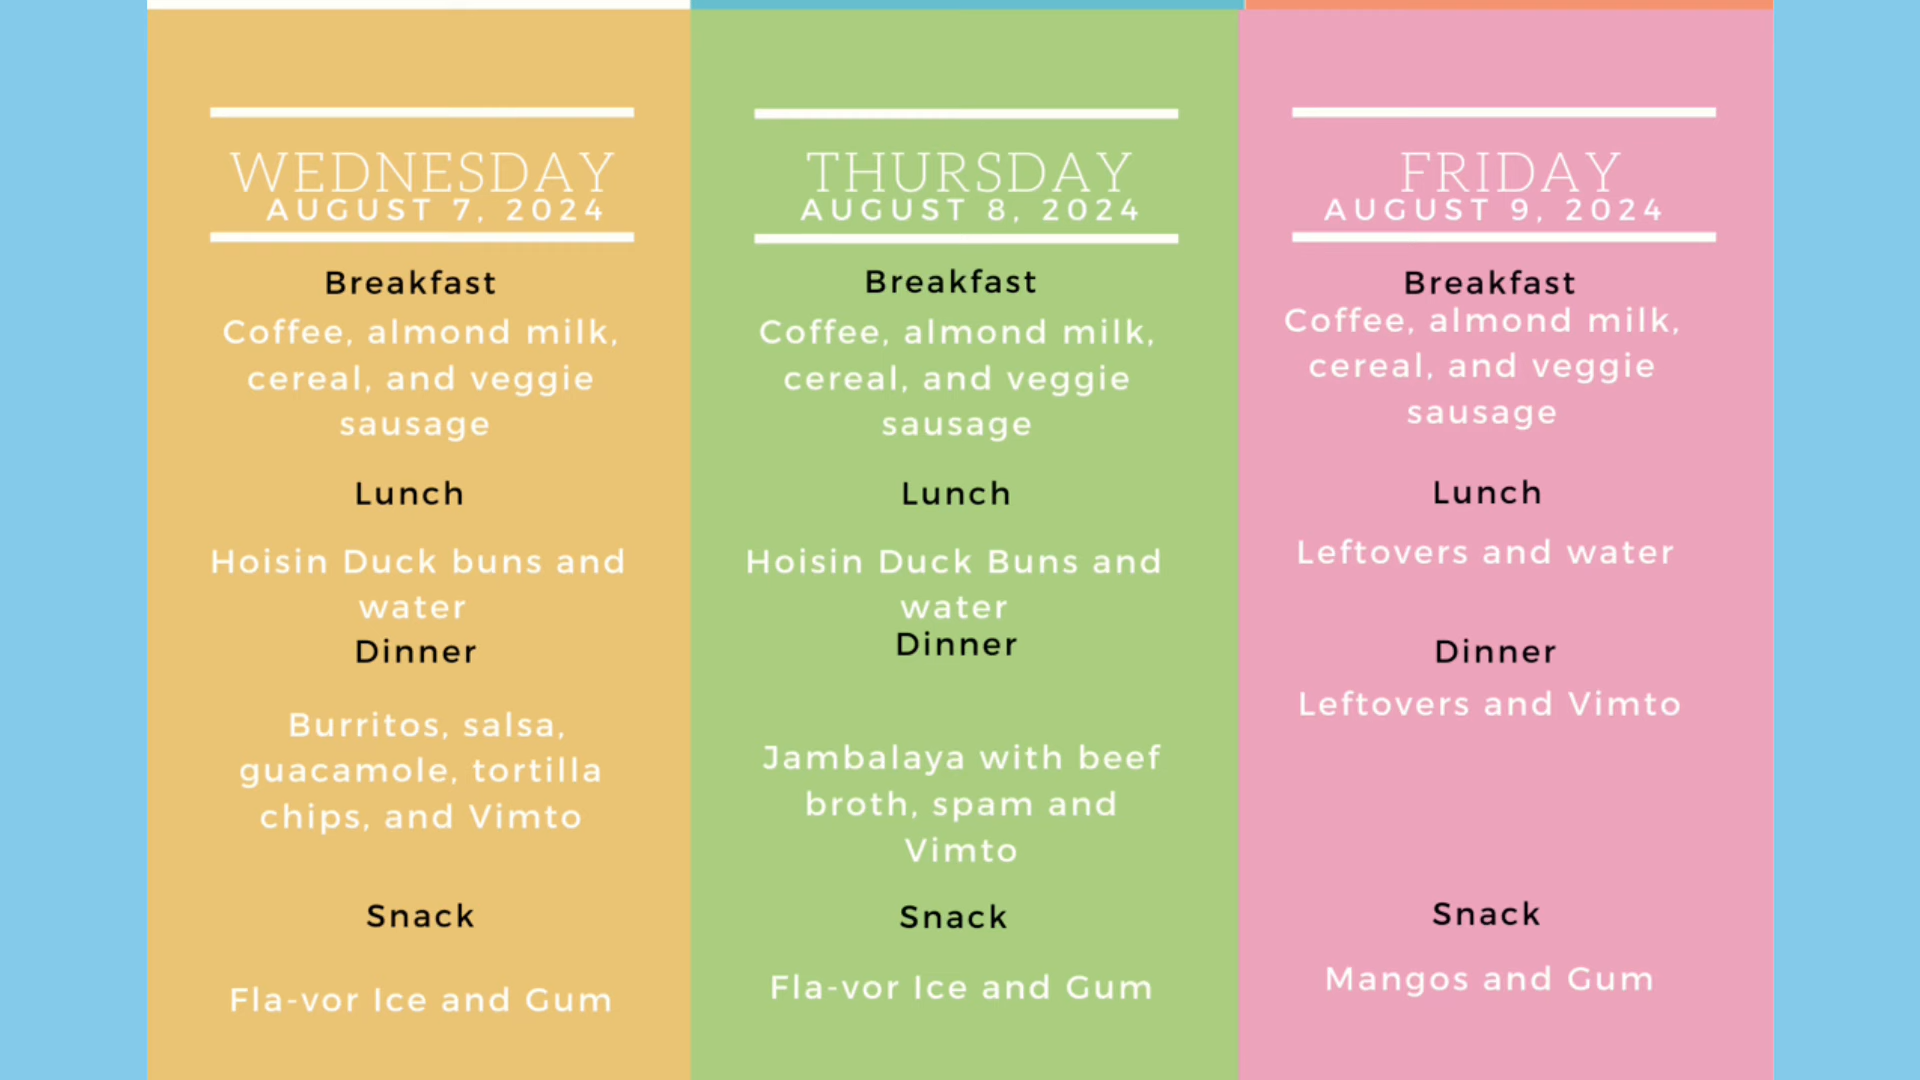 WEDNESDAY
AUGUST 7, 2024
Breakfast
Coffee, almond milk,
cereal, and veggie
sausage
Lunch
Hoisin Duck buns and
water
Dinner
Burritos, salsa,
guacamole, tortilla
chips, and Vimto
Snack
Fla-vor Ice and Gum
THURSDAY
AUGUST 8, 2024
Breakfast
Coffee, almond milk,
cereal, and veggie
sausage
Lunch
Hoisin Duck Buns and
water
Dinner
Jambalaya with beef
broth, spam and
Vimto
Snack
Fla-vor Ice and Gum
FRIDAY
AUGUST 9, 2024
Breakfast
Coffee, almond milk,
cereal, and veggie
sausage
Lunch
Leftovers and water
Dinner
Leftovers and Vimto
Snack
Mangos and Gum